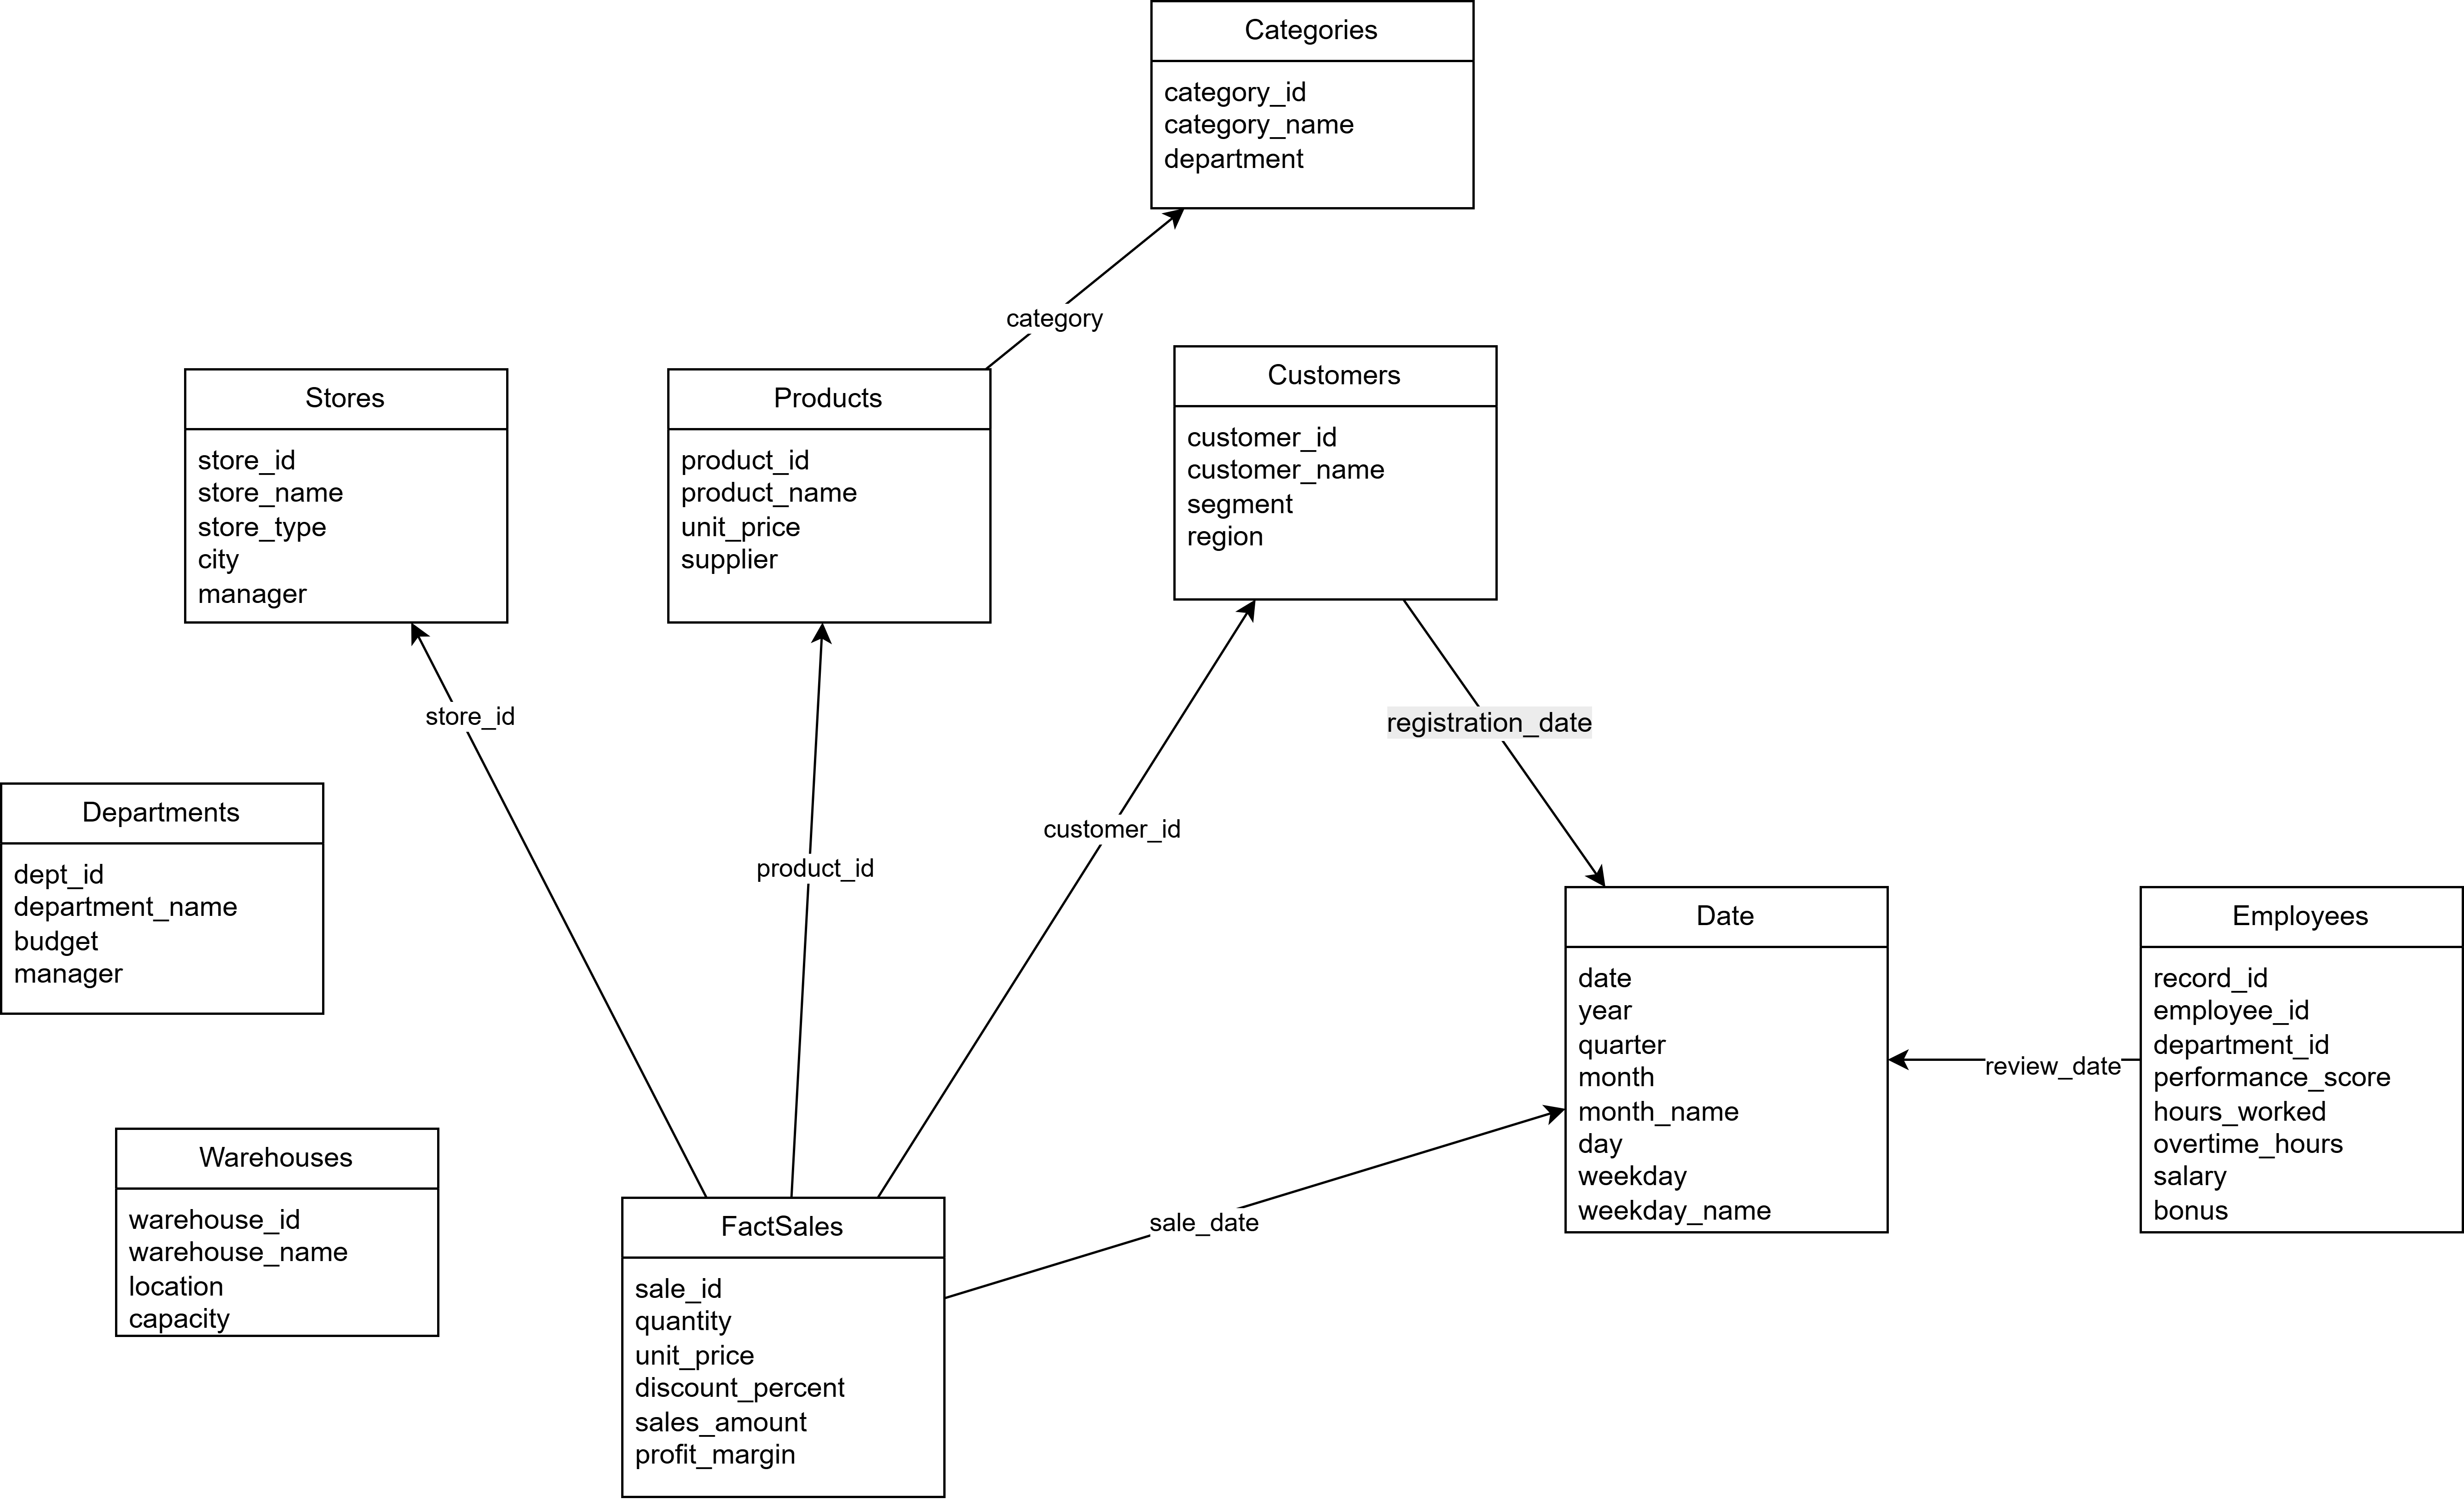 Categories
category_id
category_name
department
category
Stores
store_id
store_name
store_type
city
manager
Products
product_id
product_name
unit_price
supplier
Customers
customer_id
customer_name
segment
region
store_id
product_id
customer_id
registration_date
Departments
dept_id
department_name
budget
manager
Date
date
year
quarter
month
month_name
day
weekday
weekday_name
review_date
Employees
record_id
employee_id
department_id
performance_score
hours_worked
overtime_hours
salary
bonus
Warehouses
warehouse_id
warehouse_name
location
capacity
FactSales
sale_id
quantity
unit_price
discount_percent
sales_amount
profit_margin
sale_date